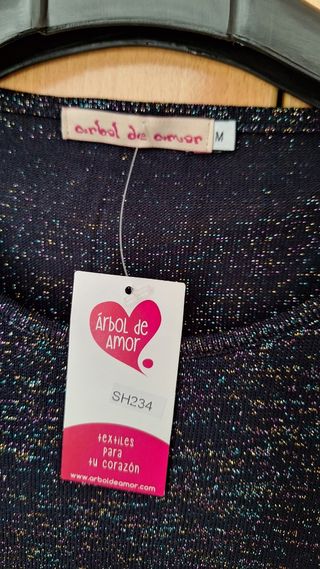 arbol de amor
M
Árbol de
AMOR
SH234
textiles
para
tu corazón
www.arboldeamor.com